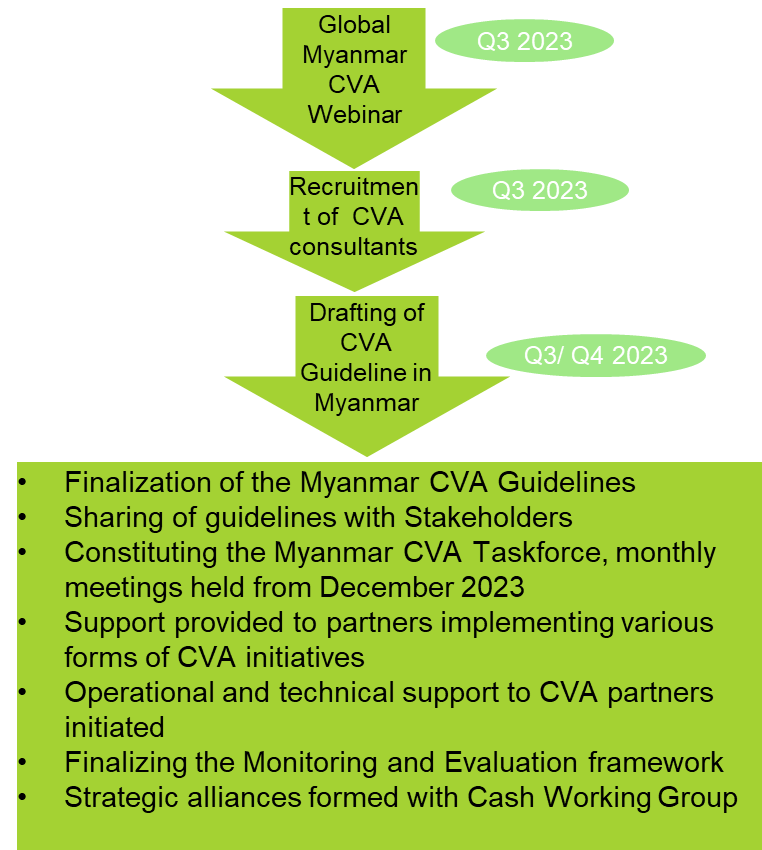 Global
Myanmar
CVA
Webinar
Q3 2023
Recruitmen
t of  CVA
consultants
Q3 2023
Drafting of
CVA
Guideline in
Myanmar
Q3/ Q4 2023
• Finalization of the Myanmar CVA Guidelines
• Sharing of guidelines with Stakeholders
• Constituting the Myanmar CVA Taskforce, monthly
meetings held from December 2023
• Support provided to partners implementing various
forms of CVA initiatives
• Operational and technical support to CVA partners
initiated
• Finalizing the Monitoring and Evaluation framework
• Strategic alliances formed with Cash Working Group